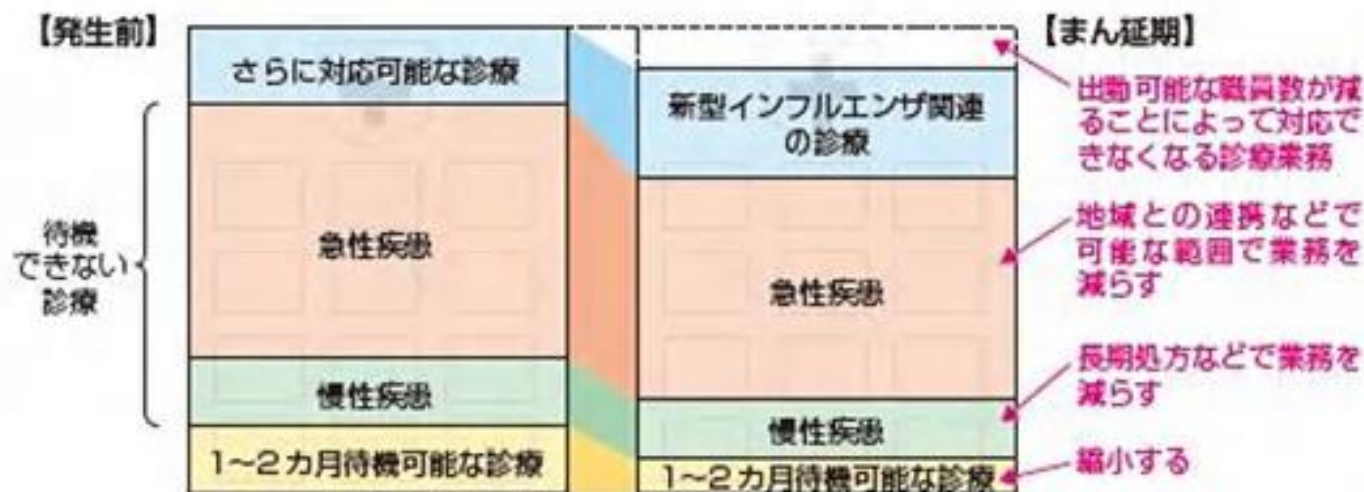 【発生前】
さらに対応可能な診療
待機
できない
診療
急性疾患
慢性疾患
1～2カ月待機可能な診療
【まん延期】
新型インフルエンザ関連
の診療
急性疾患
慢性疾患
1～2カ月待機可能な診療
出勤可能な職員数が減
ることによって対応で
きなくなる診療業務
地域との連携などで
可能な範囲で業務を
減らす
長期処方などで業務を
減らす
縮小する